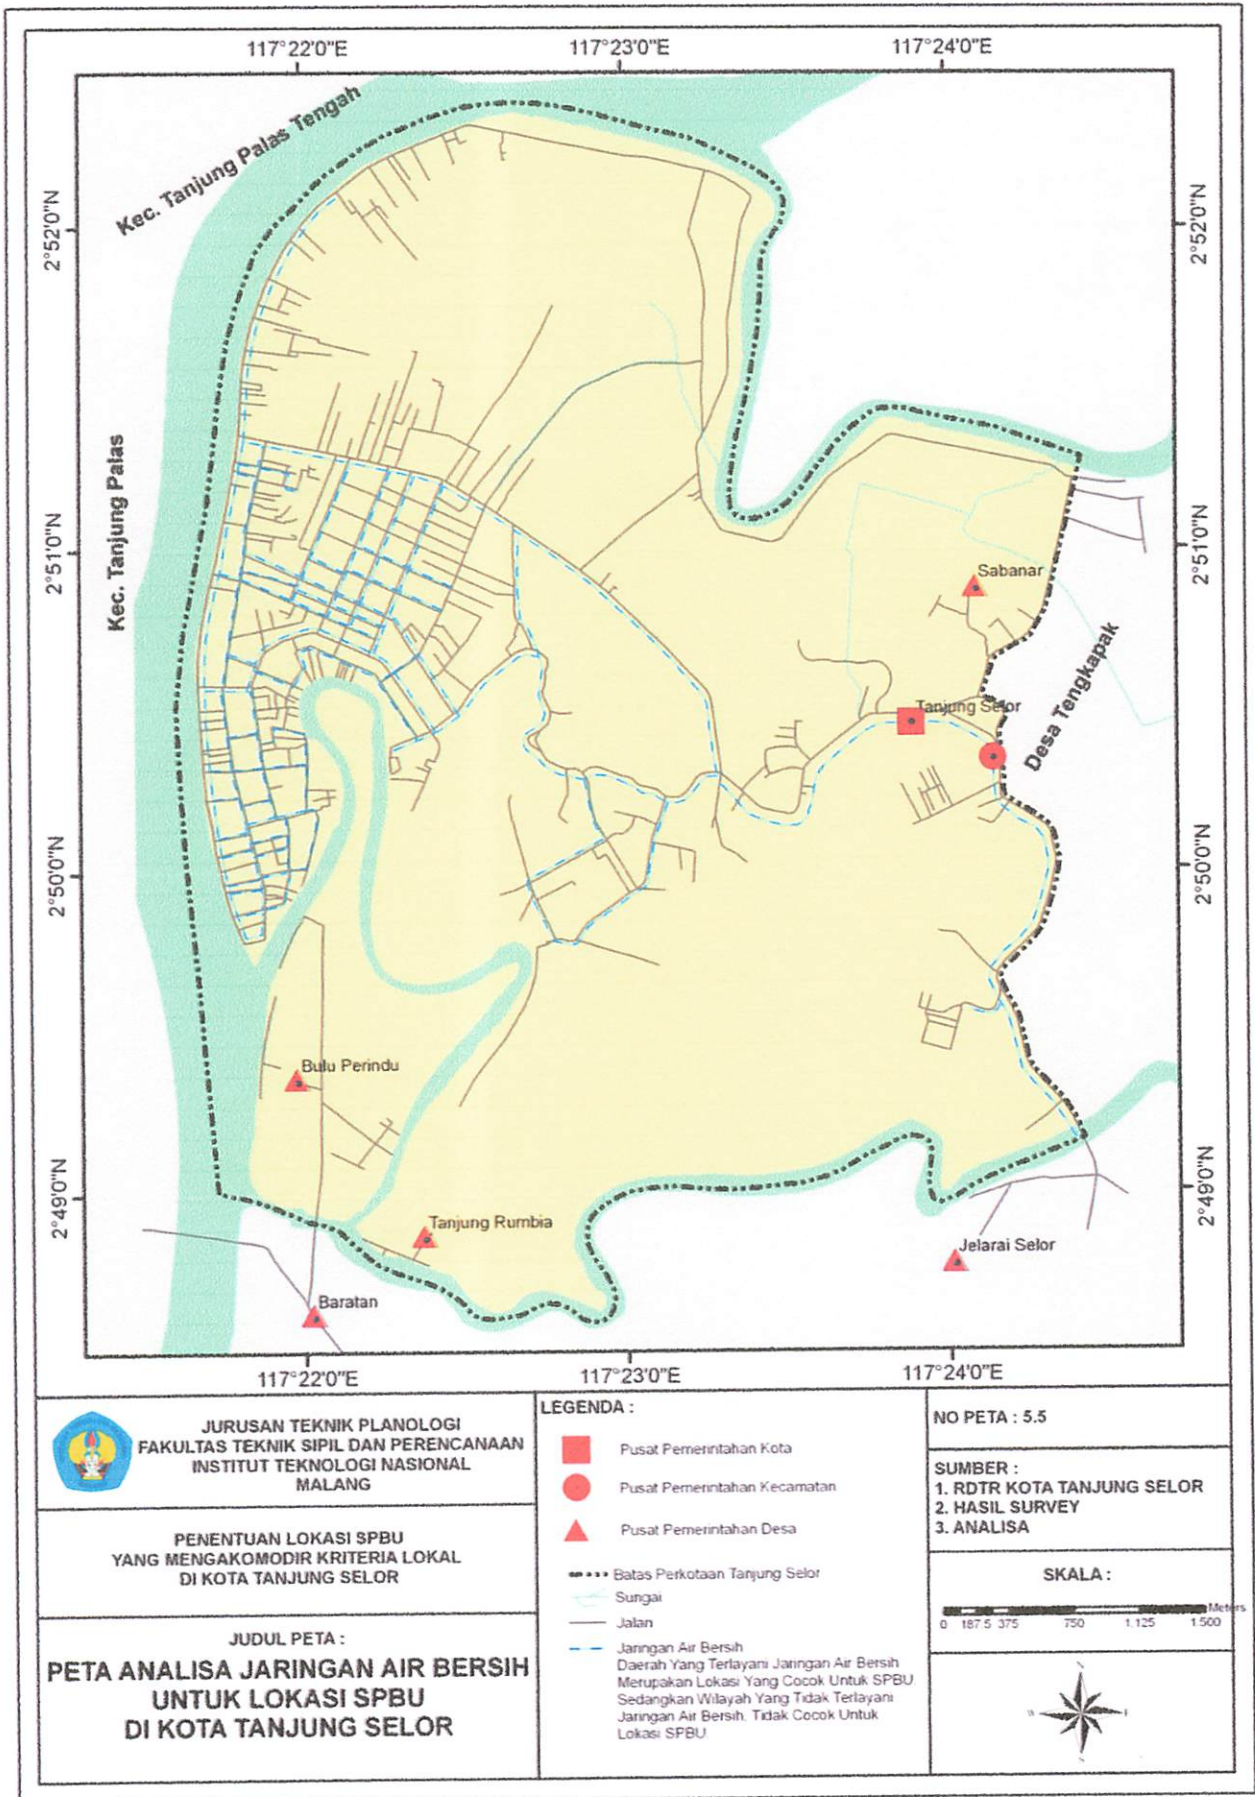 117°22'0"E
117°23'0"E
117°24'0"E
Kec. Tanjung Palas Tengah
2°52'0"N
2°52'0"N
Kec. Tanjung Palas
2°51'0"N
2°51'0"N
Sabanar
Desa Tengkapak
Tanjung Selor
2°50'0"N
2°50'0"N
Bulu Perindu
2°49'0"N
2°49'0"N
Tanjung Rumbia
Jelarai Selor
Baratan
117°22'0"E
117°23'0"E
117°24'0"E
JURUSAN TEKNIK PLANOLOGI
FAKULTAS TEKNIK SIPIL DAN PERENCANAAN
INSTITUT TEKNOLOGI NASIONAL
MALANG
PENENTUAN LOKASI SPBU
YANG MENGAKOMODIR KRITERIA LOKAL
DI KOTA TANJUNG SELOR
JUDUL PETA :
PETA ANALISA JARINGAN AIR BERSIH
UNTUK LOKASI SPBU
DI KOTA TANJUNG SELOR
LEGENDA :
Pusat Pemerintahan Kota
Pusat Pemerintahan Kecamatan
Pusat Pemerintahan Desa
Batas Perkotaan Tanjung Selor
Sungai
Jalan
Jaringan Air Bersih
Daerah Yang Terlayani Jaringan Air Bersih
Merupakan Lokasi Yang Cocok Untuk SPBU
Sedangkan Wilayah Yang Tidak Terlayani
Jaringan Air Bersih, Tidak Cocok Untuk
Lokasi SPBU
NO PETA : 5.5
SUMBER :
1. RDTR KOTA TANJUNG SELOR
2. HASIL SURVEY
3. ANALISA
SKALA :
Meters
0 187.5 375 750 1.125 1.500